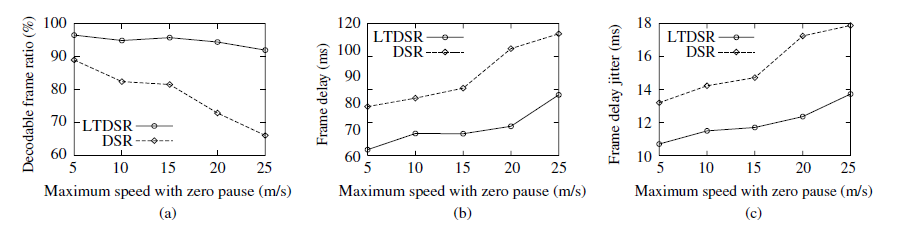 Decodable frame ratio (%)
100
90
80
70
60
LTDSR
DSR
5 10 15 20 25
Maximum speed with zero pause (m/s)
(a)
Frame delay (ms)
110
100
90
80
70
60
LTDSR
DSR
5 10 15 20 25
Maximum speed with zero pause (m/s)
(b)
Frame delay jitter (ms)
18
16
14
12
10
LTDSR
DSR
5 10 15 20 25
Maximum speed with zero pause (m/s)
(c)